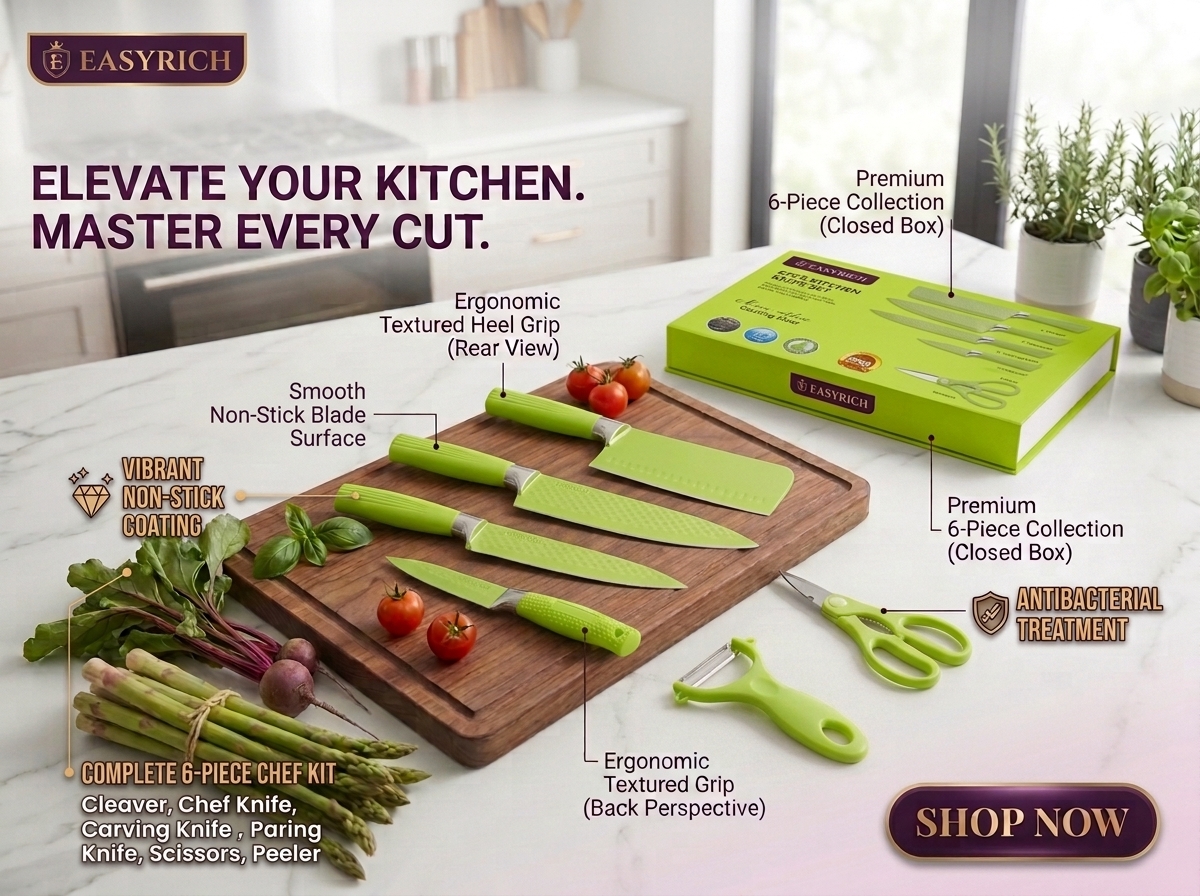 EASYRICH
ELEVATE YOUR KITCHEN.
MASTER EVERY CUT.
Premium
6-Piece Collection
(Closed Box)
Ergonomic
Textured Heel Grip
(Rear View)
Smooth
Non-Stick Blade
Surface
VIBRANT
NON-STICK
COATING
EASYRICH
EASYRICH
Premium
6-Piece Collection
(Closed Box)
ANTIBACTERIAL
TREATMENT
Ergonomic
Textured Grip
(Back Perspective)
COMPLETE 6-PIECE CHEF KIT
Cleaver, Chef Knife,
Carving Knife , Paring
Knife, Scissors, Peeler
SHOP NOW